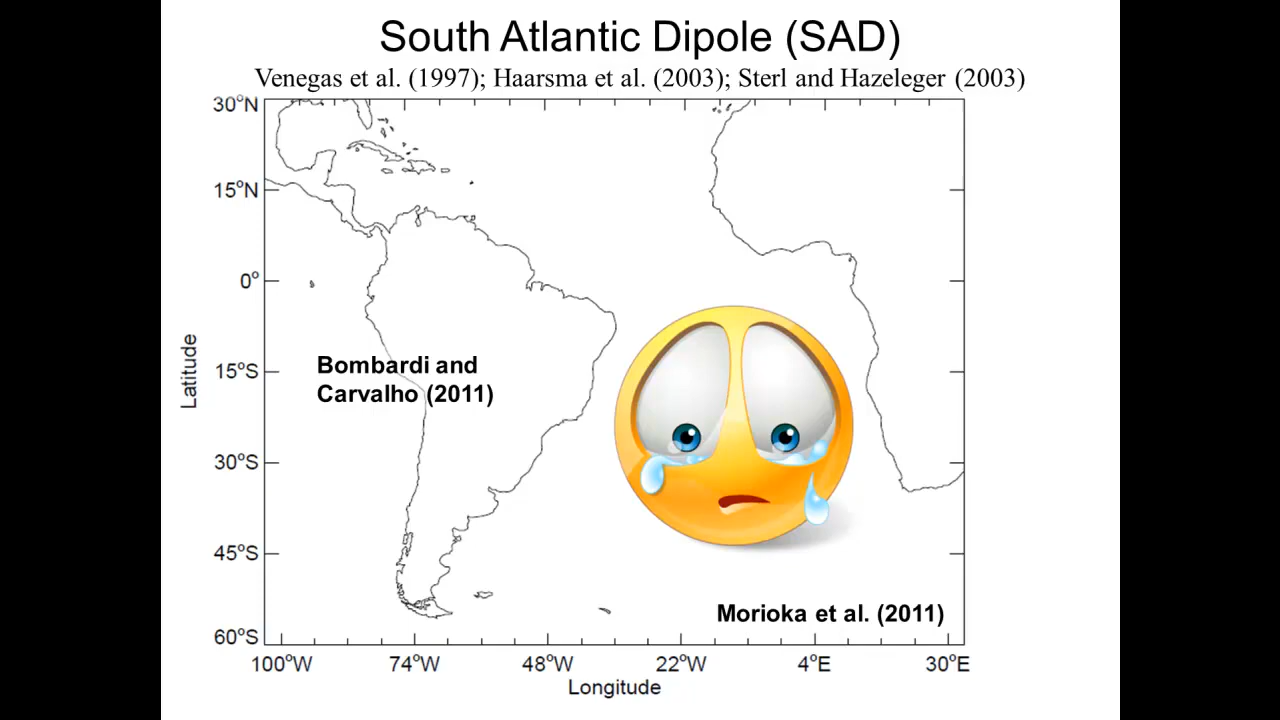 South Atlantic Dipole (SAD)
Venegas et al. (1997); Haarsma et al. (2003); Sterl and Hazeleger (2003)
30°N
15°N
0°
15°S
30°S
45°S
60°S
Latitude
Bombardi and
Carvalho (2011)
Morioka et al. (2011)
100°W 74°W 48°W 22°W 4°E 30°E
Longitude